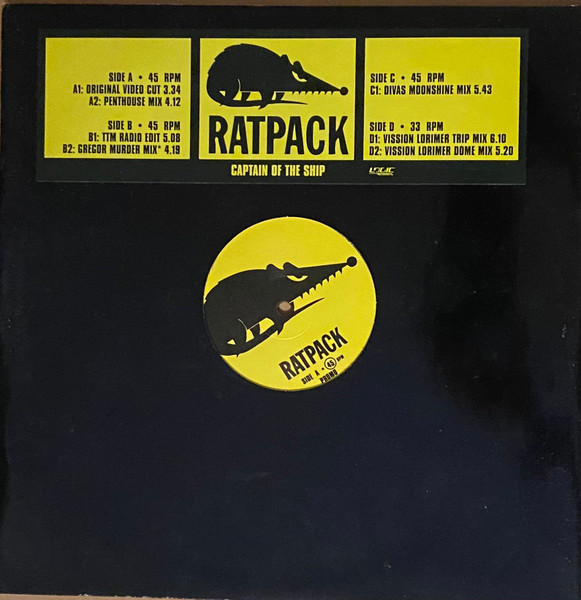 SIDE A • 45 RPM
A1: ORIGINAL VIDEO CUT 3.34
A2: PENTHOUSE MIX 4.12
SIDE B • 45 RPM
B1: TTM RADIO EDIT 5.08
B2: GREGOR MURDER MIX* 4.19
RATPACK
CAPTAIN OF THE SHIP
SIDE C • 45 RPM
C1: DIVAS MOONSHINE MIX 5.43
SIDE D • 33 RPM
D1: VISSION LORIMER TRIP MIX 6.10
D2: VISSION LORIMER DOME MIX 5.20
LOGIC
RATPACK
SIDE A • 45 RPM
PROMO